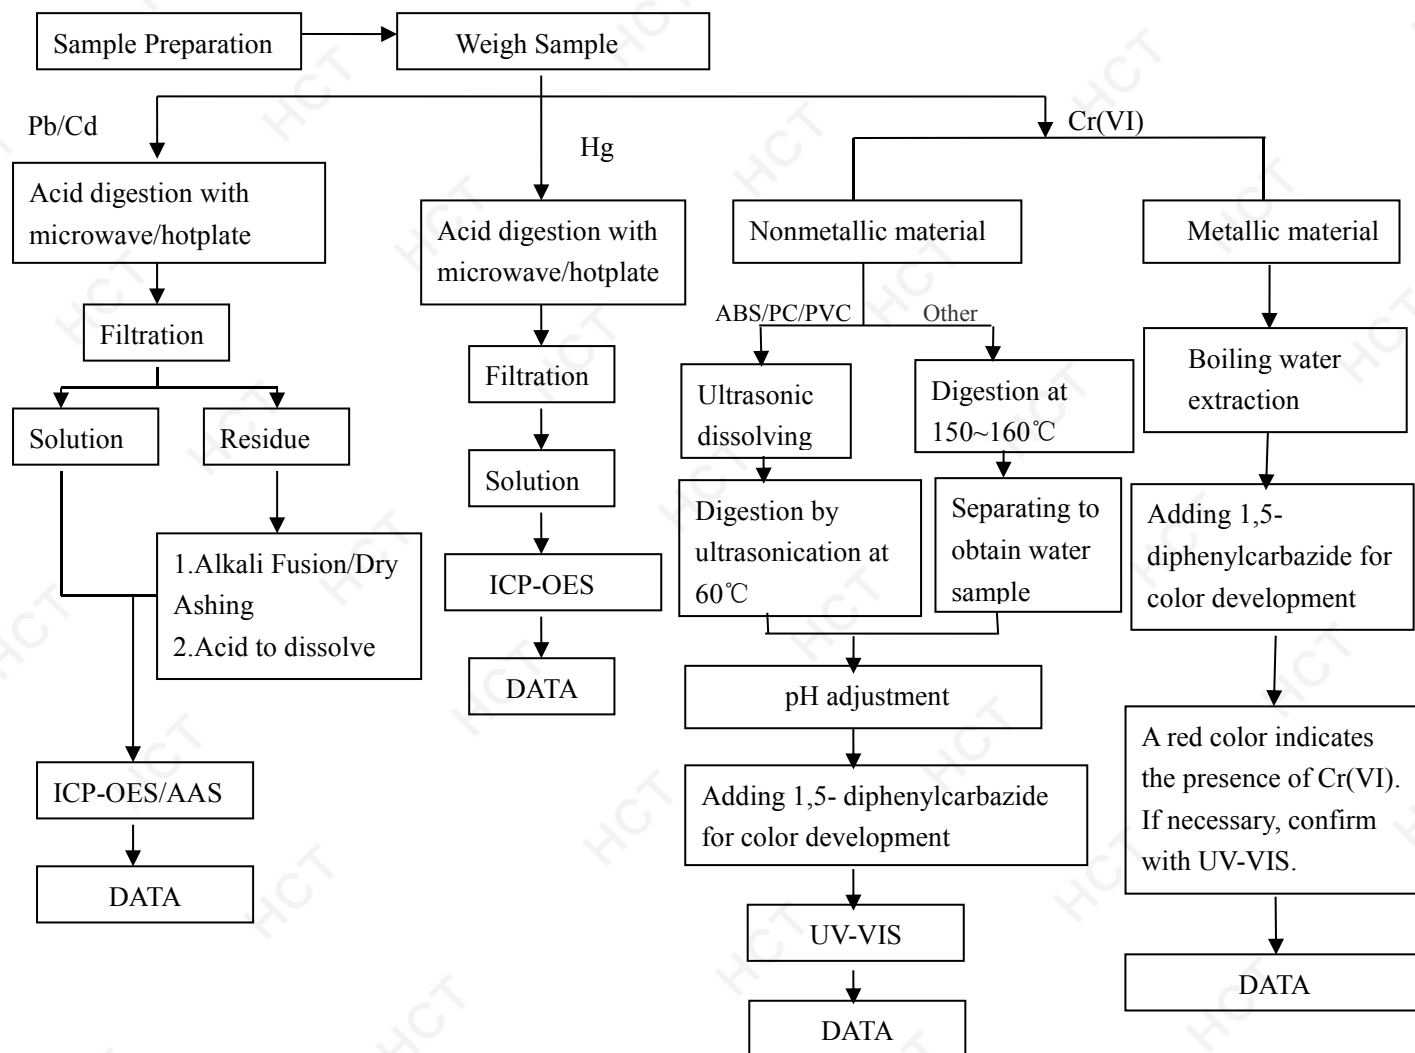 Sample Preparation
Weigh Sample
Pb/Cd
Acid digestion with
microwave/hotplate
Filtration
Solution
Residue
1.Alkali Fusion/Dry
Ashing
2.Acid to dissolve
ICP-OES/AAS
DATA
Hg
Acid digestion with
microwave/hotplate
Filtration
Solution
ICP-OES
DATA
Cr(VI)
Nonmetallic material
ABS/PC/PVC
Other
Ultrasonic
dissolving
Digestion by
ultrasonication at
60℃
Digestion at
150~160℃
Separating to
obtain water
sample
pH adjustment
Adding 1,5- diphenylcarbazide
for color development
UV-VIS
DATA
Metallic material
Boiling water
extraction
Adding 1,5-
diphenylcarbazide for
color development
A red color indicates
the presence of Cr(VI).
If necessary, confirm
with UV-VIS.
DATA
HCT